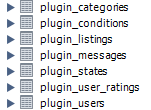 plugin_categories
plugin_conditions
plugin_listings
plugin_messages
plugin_states
plugin_user_ratings
plugin_users